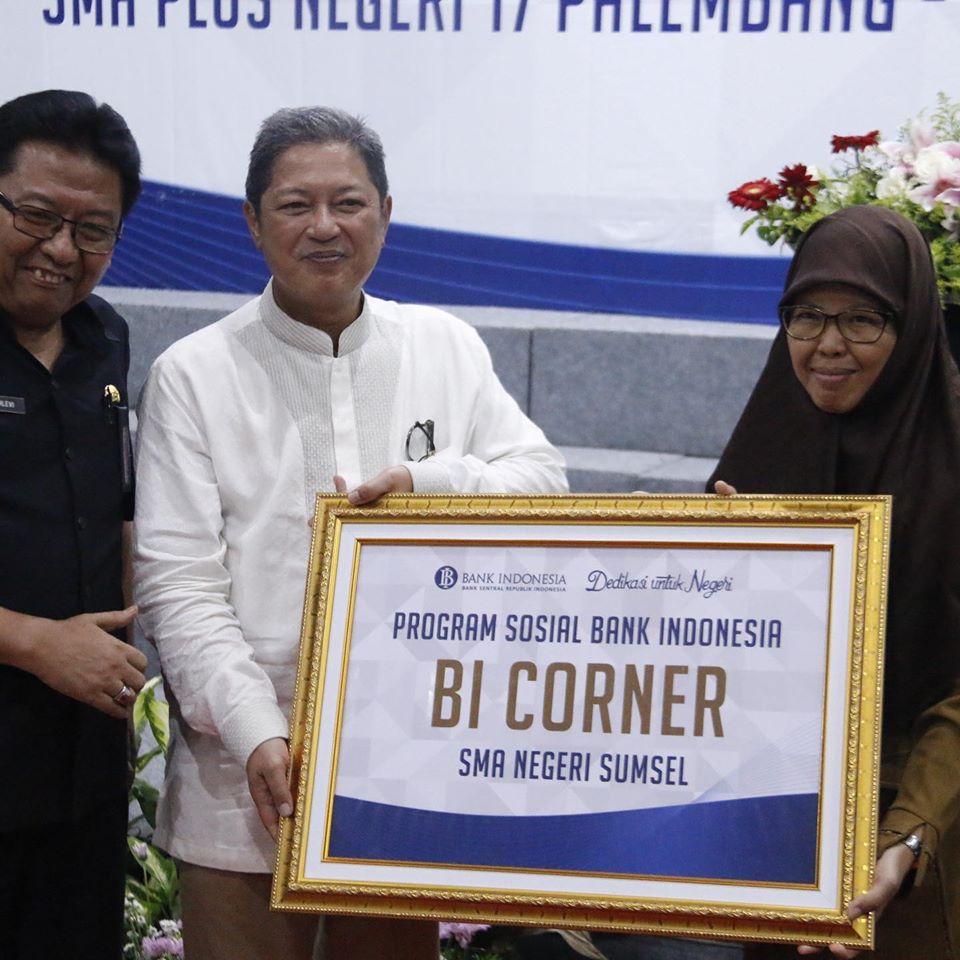 SMA PLUS NEGERI 17 PALEMBANG -
BANK INDONESIA
BANK SENTRAL REPUBLIK INDONESIA
Dedikasi untuk Negeri
PROGRAM SOSIAL BANK INDONESIA
BI CORNER
SMA NEGERI SUMSEL